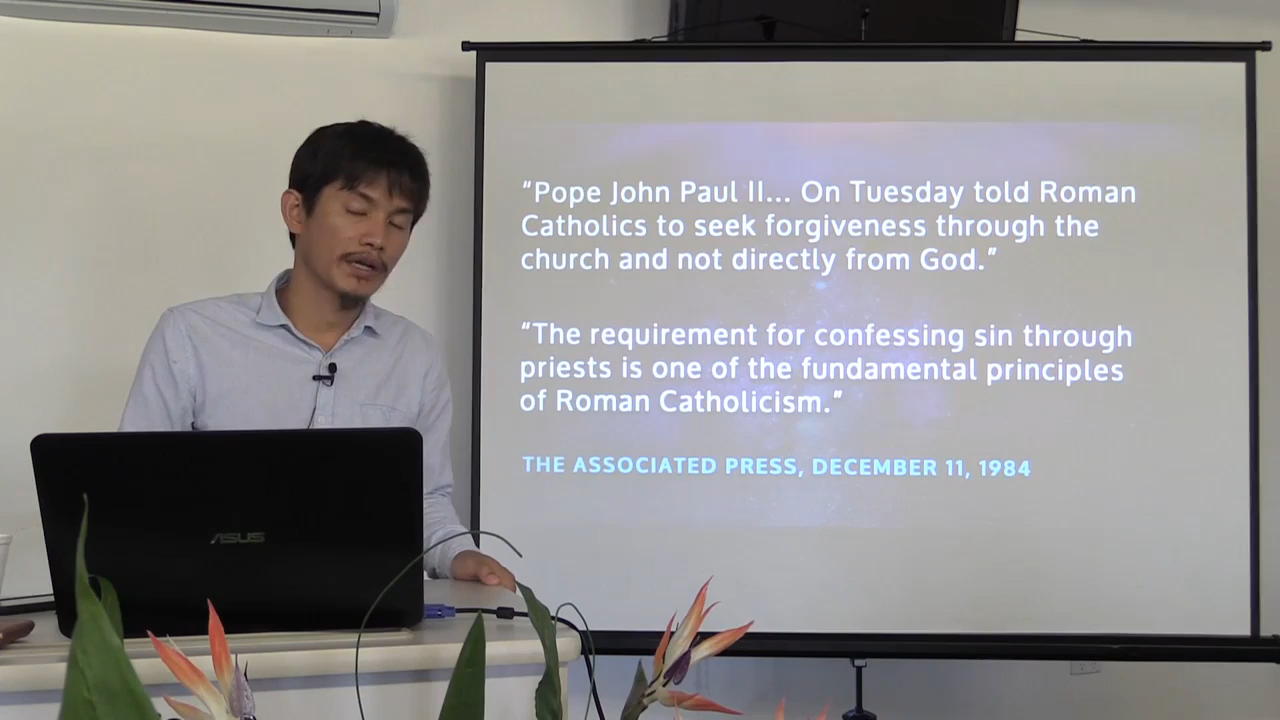 “Pope John Paul II... On Tuesday told Roman
Catholics to seek forgiveness through the
church and not directly from God.”
“The requirement for confessing sin through
priests is one of the fundamental principles
of Roman Catholicism.”
THE ASSOCIATED PRESS, DECEMBER 11, 1984
ASUS